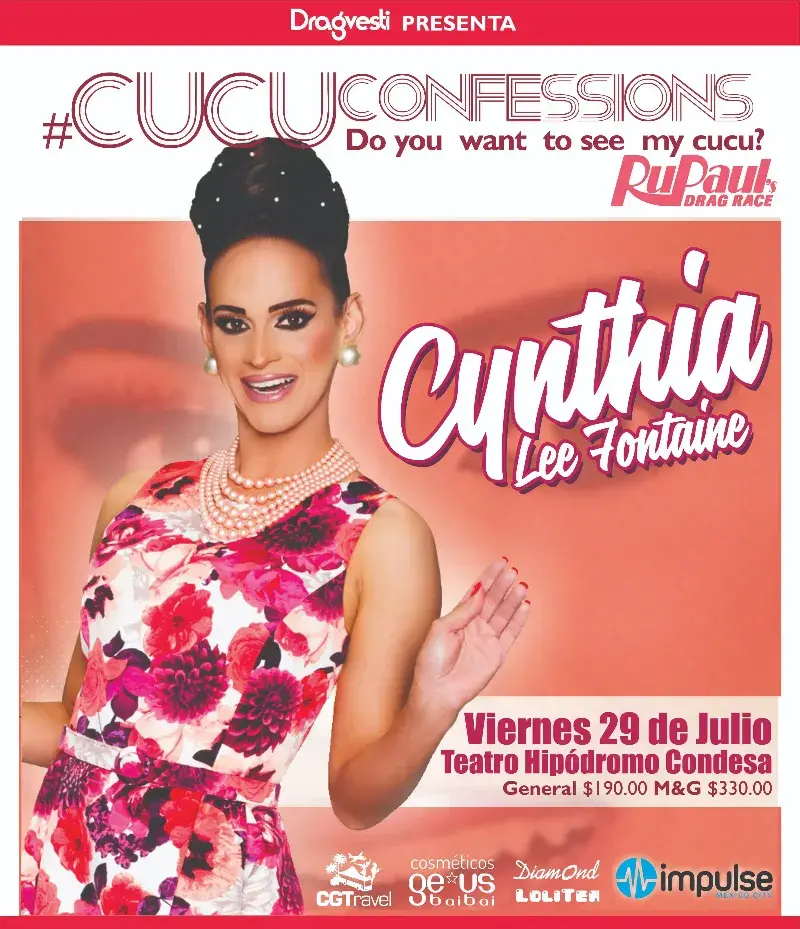 Dragvesti PRESENTA
#CUCUCONFESSIONS
Do you want to see my cucu?
RuPaul's
DRAG RACE
Cynthia
Lee Fontaine
Viernes 29 de Julio
Teatro Hipódromo Condesa
General $190.00 M&G $330.00
CGTravel
cosméticos
ge★us
baibai
DiamOnd
LOLITEM
impulse
MEXICO CITY